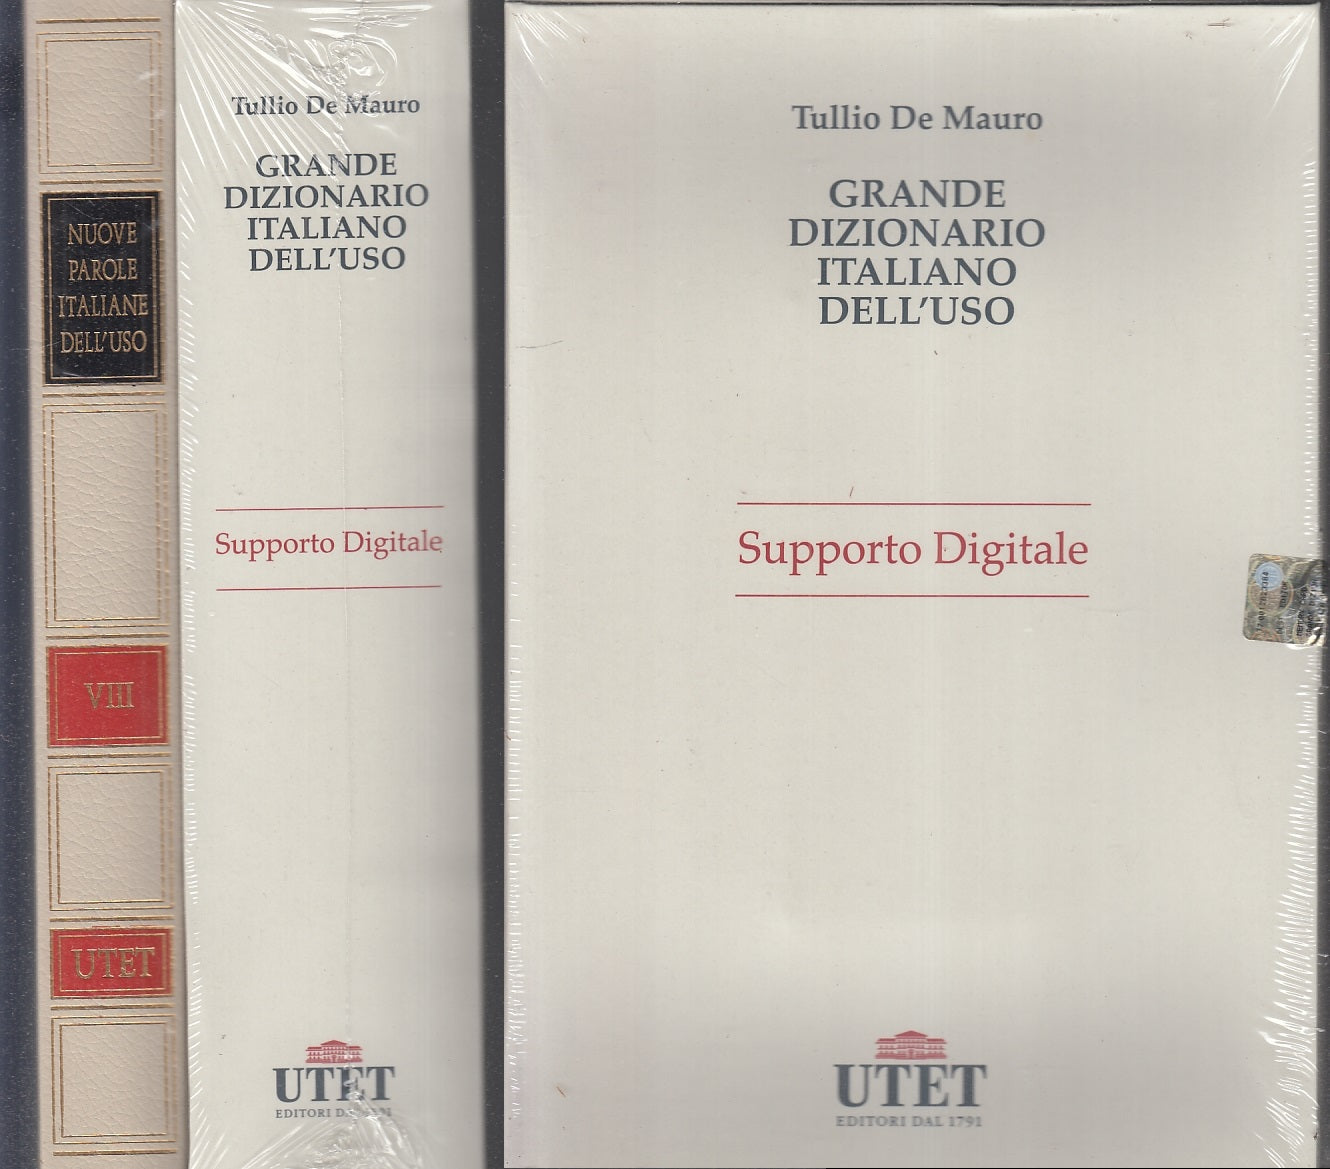 NUOVE
PAROLE
ITALIANE
DELL'USO
VIII
UTET
Tullio De Mauro
GRANDE
DIZIONARIO
ITALIANO
DELL'USO
Supporto Digitale
UTET
EDITORI
Tullio De Mauro
GRANDE
DIZIONARIO
ITALIANO
DELL'USO
Supporto Digitale
UTET
EDITORI DAL 1791